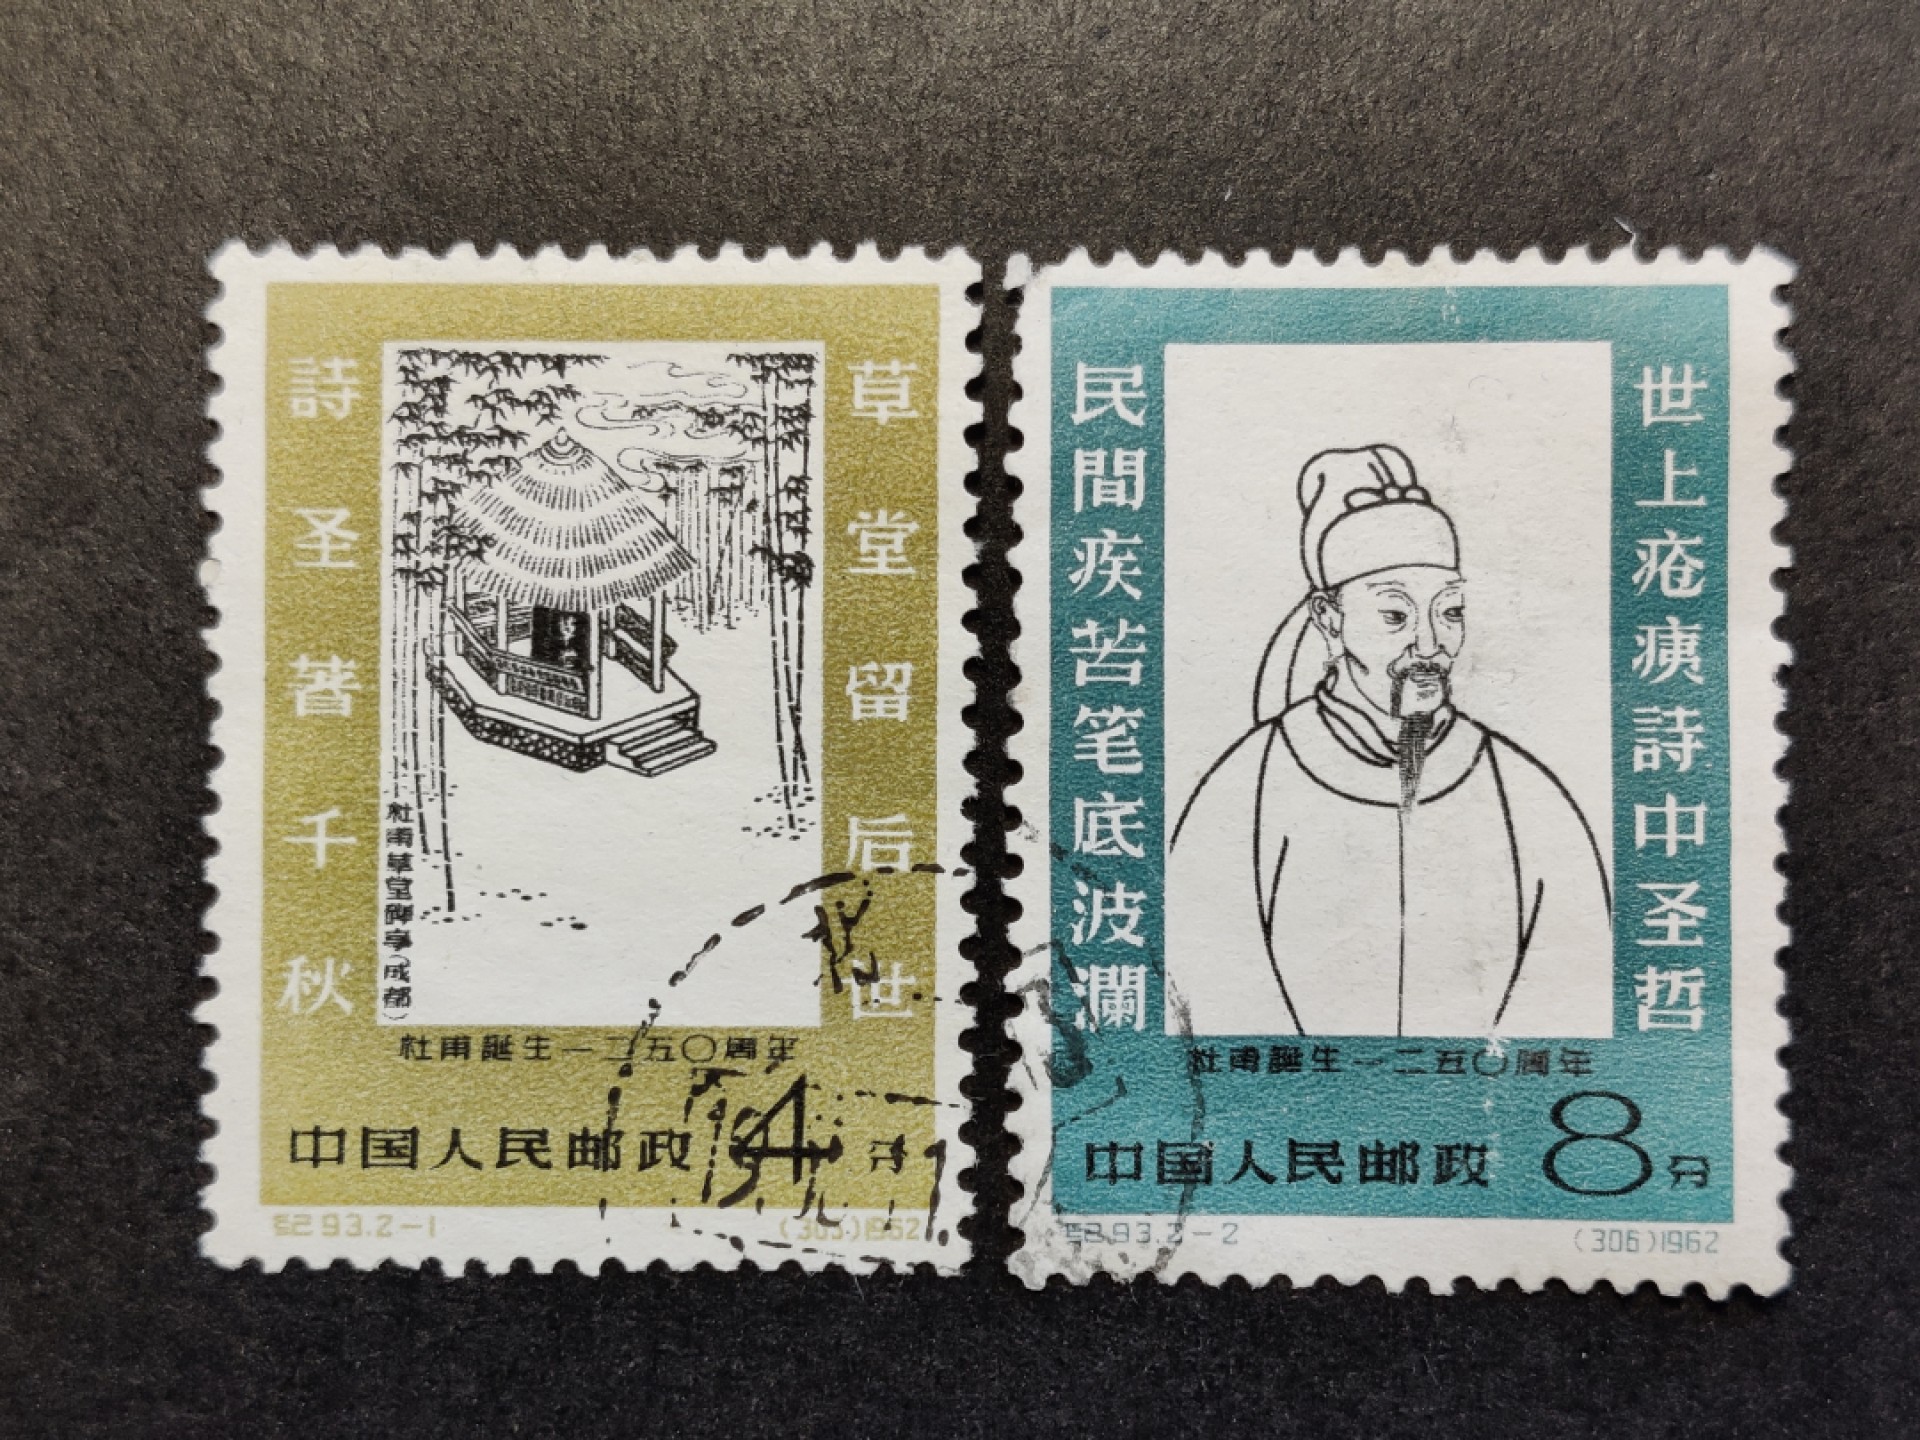 草堂留后世
詩圣著千秋
杜甫草堂碑亭(成都)
杜甫誕生一二五〇周年
中国人民邮政 4分
纪93.2-1
(305)1962
世上疮痍詩中圣哲
民間疾苦笔底波瀾
杜甫誕生一二五〇周年
中国人民邮政 8分
纪93.2-2
(306)1962